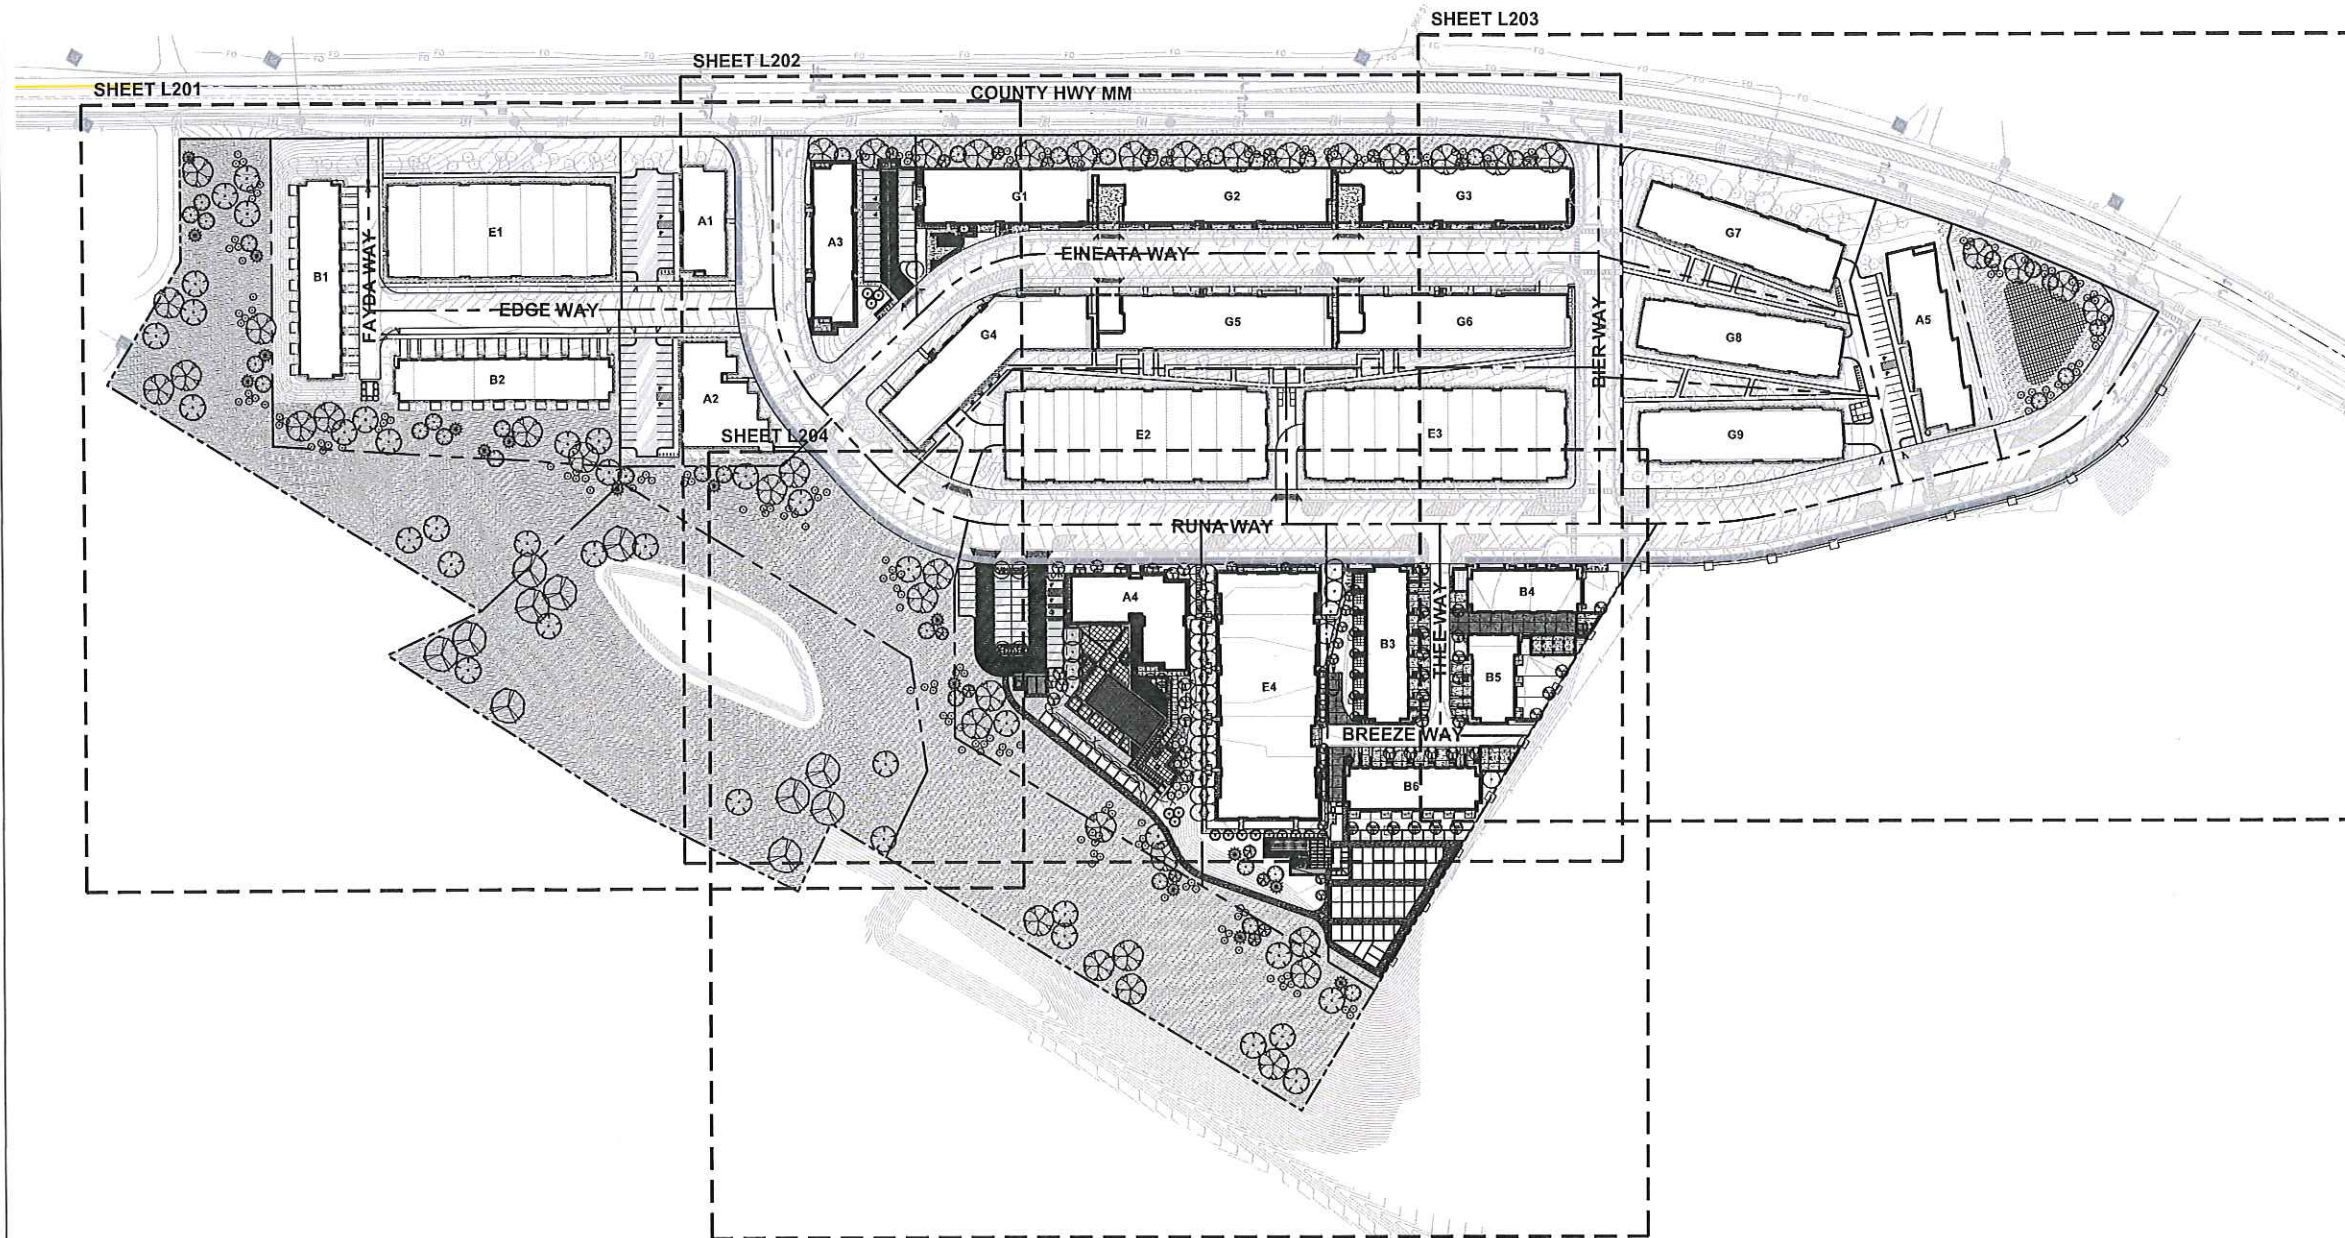 SHEET L203
SHEET L202
SHEET L201
COUNTY HWY MM
G1
G2
G3
A1
A3
E1
G7
B1
FAYDA WAY
EINEATA WAY
EDGE WAY
BIER WAY
G4
G5
G6
G8
A5
B2
A2
SHEET L204
E2
E3
G9
RUNA WAY
A4
B4
B3
THEE WAY
B5
E4
BREEZE WAY
B6